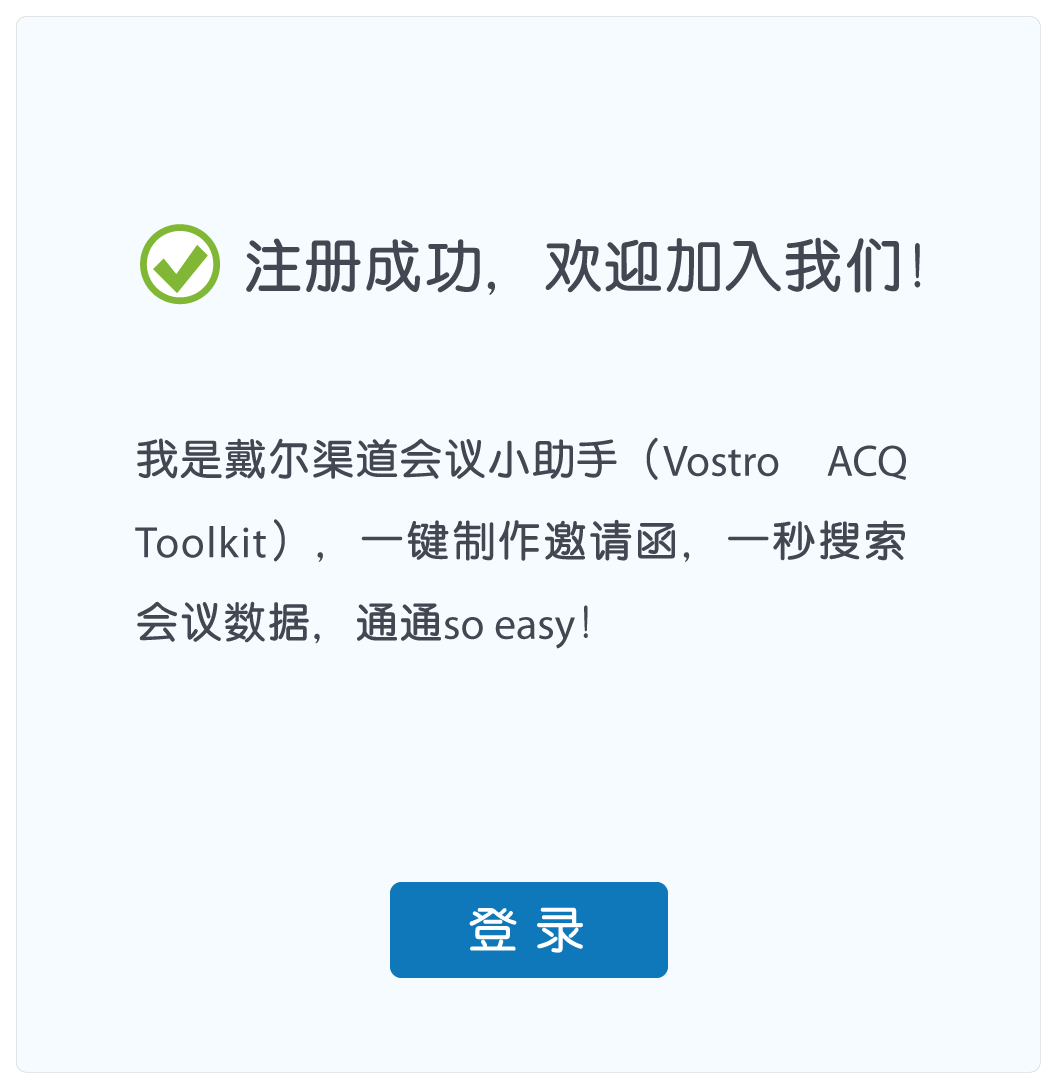 注册成功，欢迎加入我们！
我是戴尔渠道会议小助手（Vostro ACQ
Toolkit），一键制作邀请函，一秒搜索
会议数据，通通so easy！
登 录